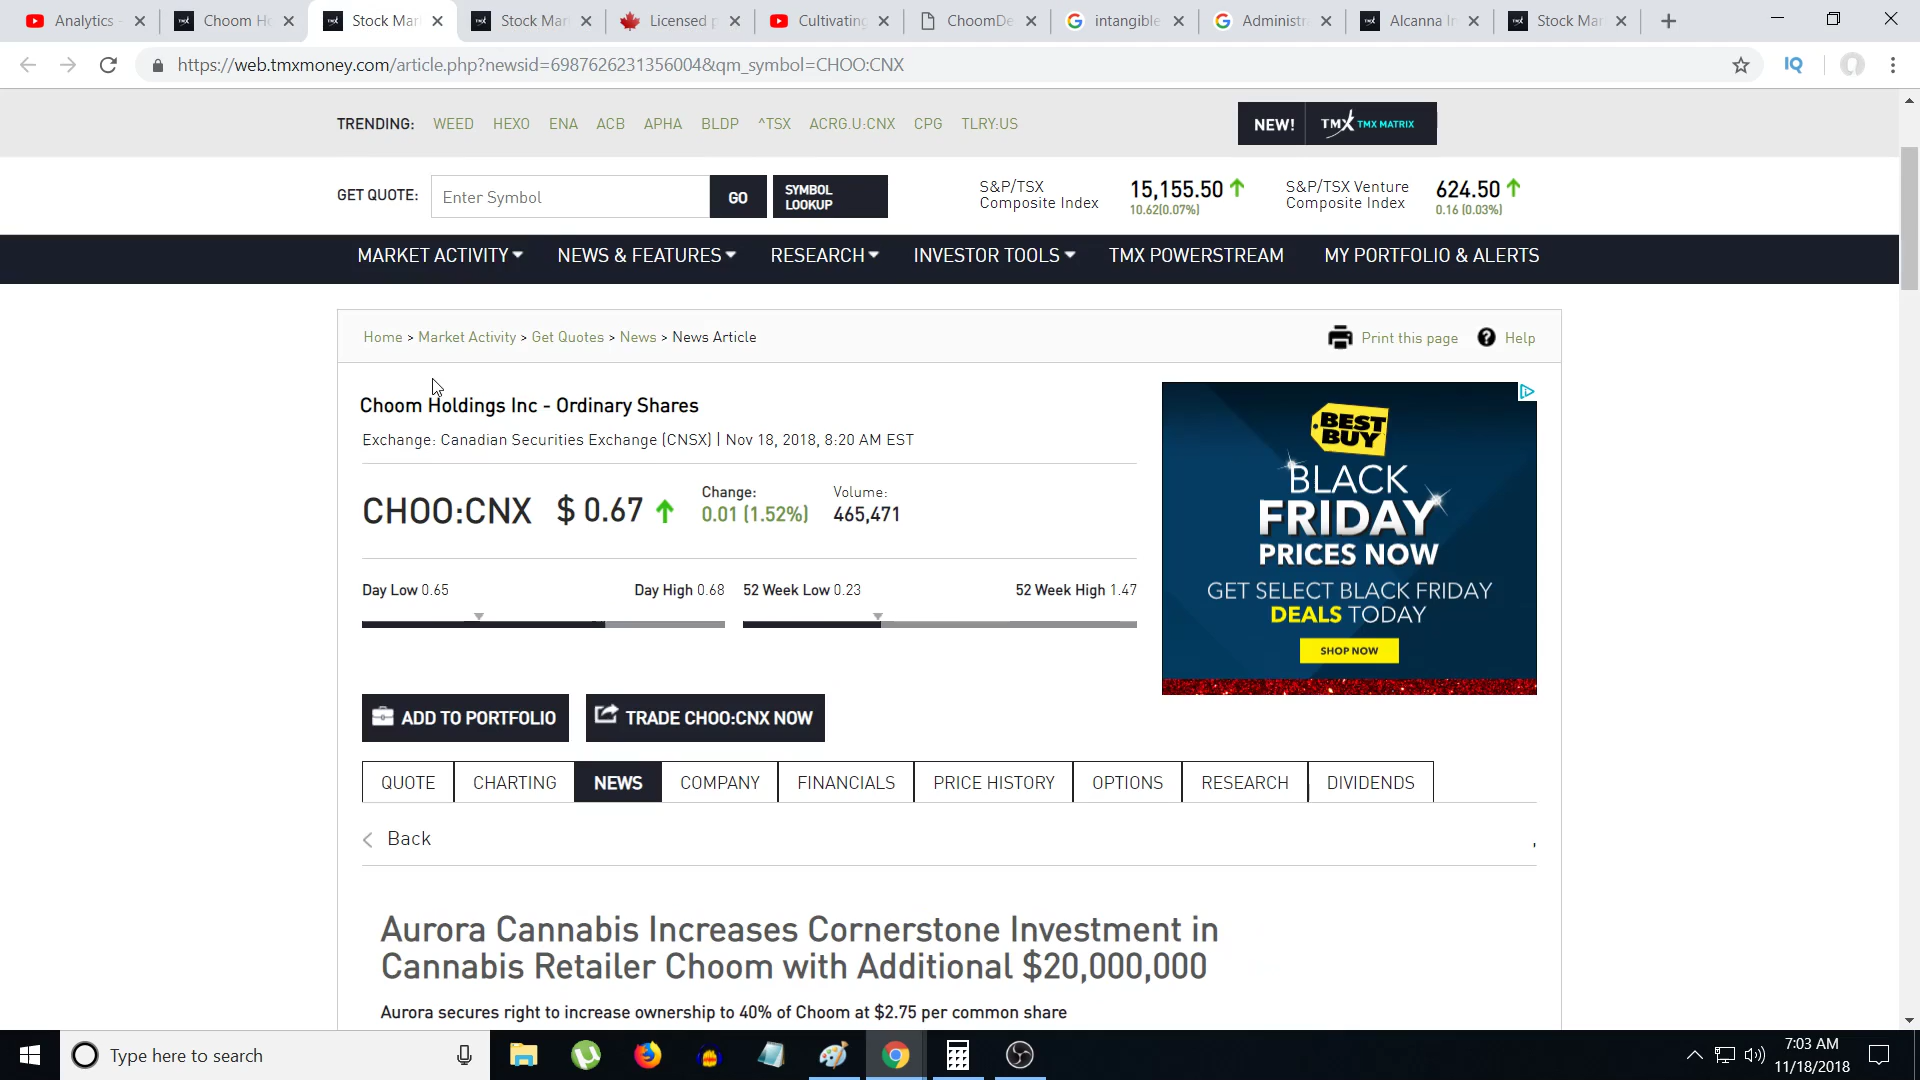 Analytics -
Choom He
Stock Mar
Stock Mar
Licensed p
Cultivating
ChoomDe
intangible
Administr
Alcanna In
Stock Mar
https://web.tmxmoney.com/article.php?newsid=6987626231356004&qm_symbol=CHOO:CNX
IQ
TRENDING: WEED HEXO ENA ACB APHA BLDP ^TSX ACRG.U:CNX CPG TLRY:US
NEW! TMX TMX MATRIX
GET QUOTE: Enter Symbol GO SYMBOL LOOKUP
S&P/TSX Composite Index 15,155.50
10.62(0.07%)
S&P/TSX Venture Composite Index 624.50
0.16 (0.03%)
MARKET ACTIVITY NEWS & FEATURES RESEARCH INVESTOR TOOLS TMX POWERSTREAM MY PORTFOLIO & ALERTS
Home > Market Activity > Get Quotes > News > News Article
Print this page ? Help
Choom Holdings Inc - Ordinary Shares
Exchange: Canadian Securities Exchange (CNSX) | Nov 18, 2018, 8:20 AM EST
CHOO:CNX $ 0.67
Change:
0.01 (1.52%)
Volume:
465,471
Day Low 0.65 Day High 0.68 52 Week Low 0.23 52 Week High 1.47
BEST BUY
BLACK
FRIDAY
PRICES NOW
GET SELECT BLACK FRIDAY
DEALS TODAY
SHOP NOW
ADD TO PORTFOLIO TRADE CHOO:CNX NOW
QUOTE CHARTING NEWS COMPANY FINANCIALS PRICE HISTORY OPTIONS RESEARCH DIVIDENDS
Back ,
Aurora Cannabis Increases Cornerstone Investment in
Cannabis Retailer Choom with Additional $20,000,000
Aurora secures right to increase ownership to 40% of Choom at $2.75 per common share
Type here to search
7:03 AM
11/18/2018